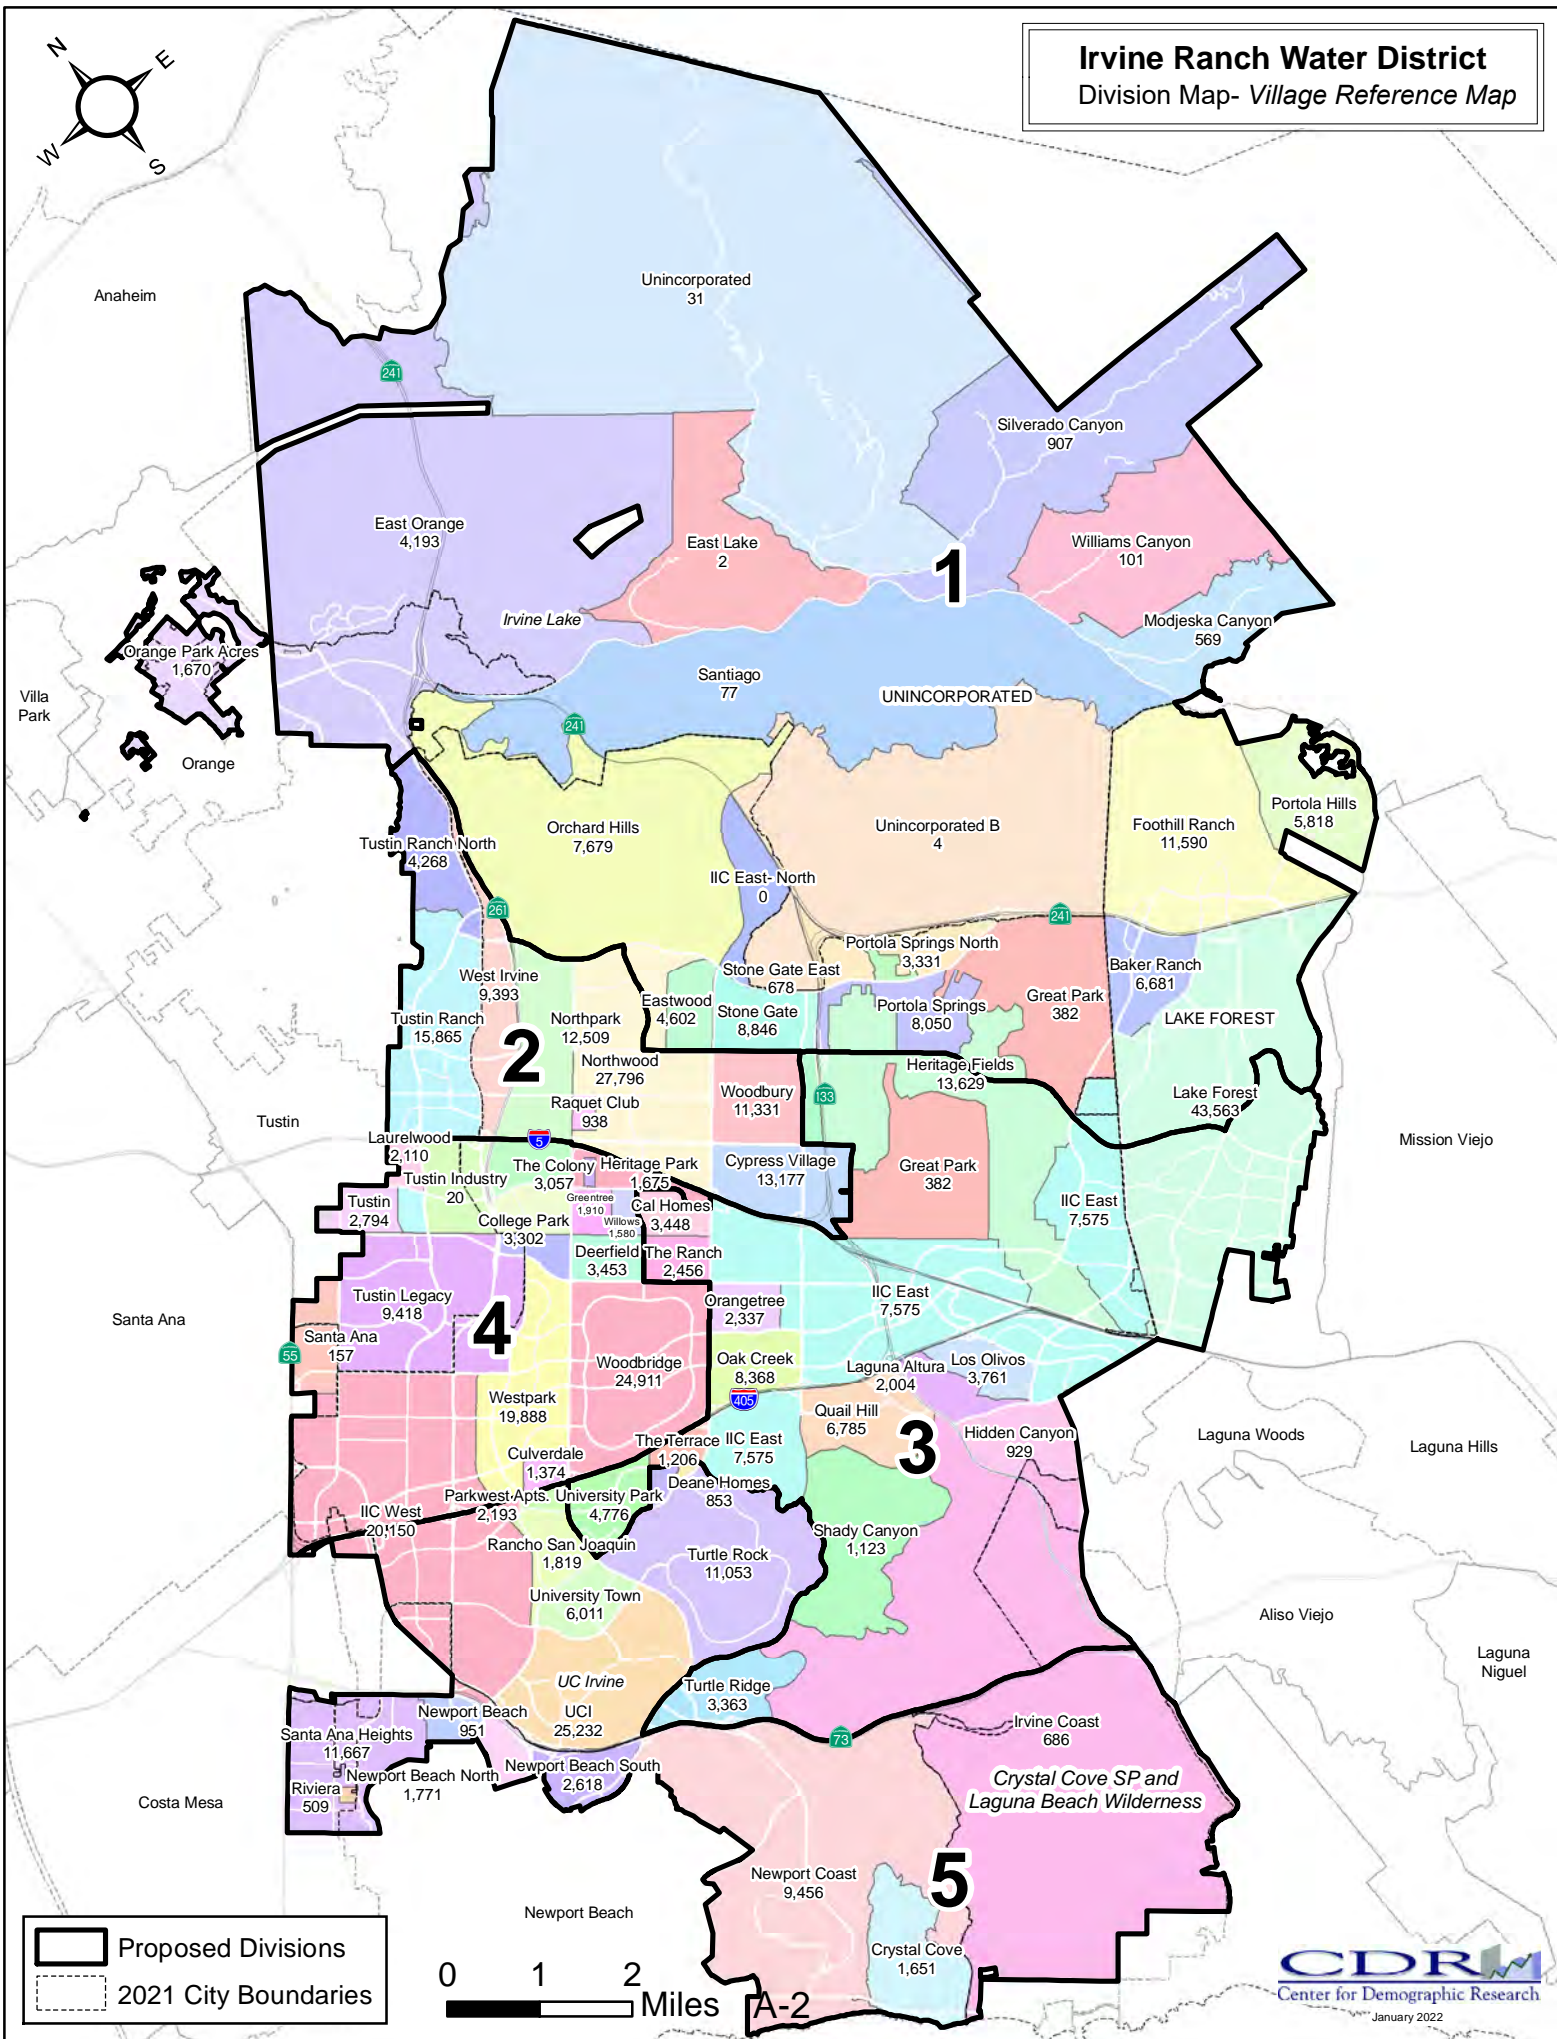 Irvine Ranch Water District
Division Map- Village Reference Map
N
E
W
S
Anaheim
Unincorporated
31
241
Silverado Canyon
907
East Orange
4,193
East Lake
2
Williams Canyon
101
1
Irvine Lake
Modjeska Canyon
569
Orange Park Acres
1,670
Santiago
77
UNINCORPORATED
Villa
Park
Orange
241
Orchard Hills
7,679
Unincorporated B
4
Foothill Ranch
11,590
Portola Hills
5,818
Tustin Ranch North
4,268
IIC East- North
0
261
241
Portola Springs North
3,331
West Irvine
9,393
Stone Gate East
678
Baker Ranch
6,681
Eastwood
4,602
Stone Gate
8,846
Portola Springs
8,050
Great Park
382
Tustin Ranch
15,865
Northpark
12,509
LAKE FOREST
2
Northwood
27,796
Heritage Fields
13,629
Woodbury
11,331
133
Raquet Club
938
Lake Forest
43,563
Tustin
5
Mission Viejo
Laurelwood
2,110
The Colony
3,057
Heritage Park
1,675
Cypress Village
13,177
Great Park
382
Tustin Industry
20
Tustin
2,794
Greentree
1,910
Cal Homes
3,448
IIC East
7,575
College Park
3,302
Willows
1,580
Deerfield
3,453
The Ranch
2,456
Tustin Legacy
9,418
Orangetree
2,337
IIC East
7,575
Santa Ana
4
Santa Ana
157
55
Woodbridge
24,911
Oak Creek
8,368
Laguna Altura
2,004
Los Olivos
3,761
405
Westpark
19,888
Quail Hill
6,785
3
Hidden Canyon
929
Laguna Woods
Laguna Hills
The Terrace
1,206
IIC East
7,575
Culverdale
1,374
Deane Homes
853
Parkwest Apts.
2,193
University Park
4,776
IIC West
20,150
Shady Canyon
1,123
Rancho San Joaquin
1,819
Turtle Rock
11,053
University Town
6,011
Aliso Viejo
Laguna
Niguel
UC Irvine
Turtle Ridge
3,363
UCI
25,232
Newport Beach
951
Santa Ana Heights
11,667
73
Irvine Coast
686
Newport Beach South
2,618
Newport Beach North
1,771
Riviera
509
Crystal Cove SP and
Laguna Beach Wilderness
Costa Mesa
Newport Coast
9,456
5
Newport Beach
Crystal Cove
1,651
Proposed Divisions
2021 City Boundaries
0 1 2
Miles
A-2
CDR
Center for Demographic Research
January 2022